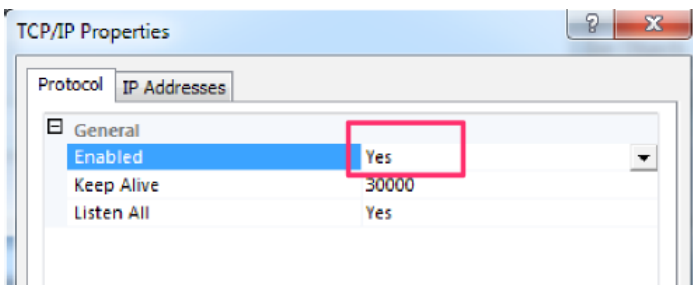 TCP/IP Properties
Protocol IP Addresses
General
Enabled Yes
Keep Alive 30000
Listen All Yes